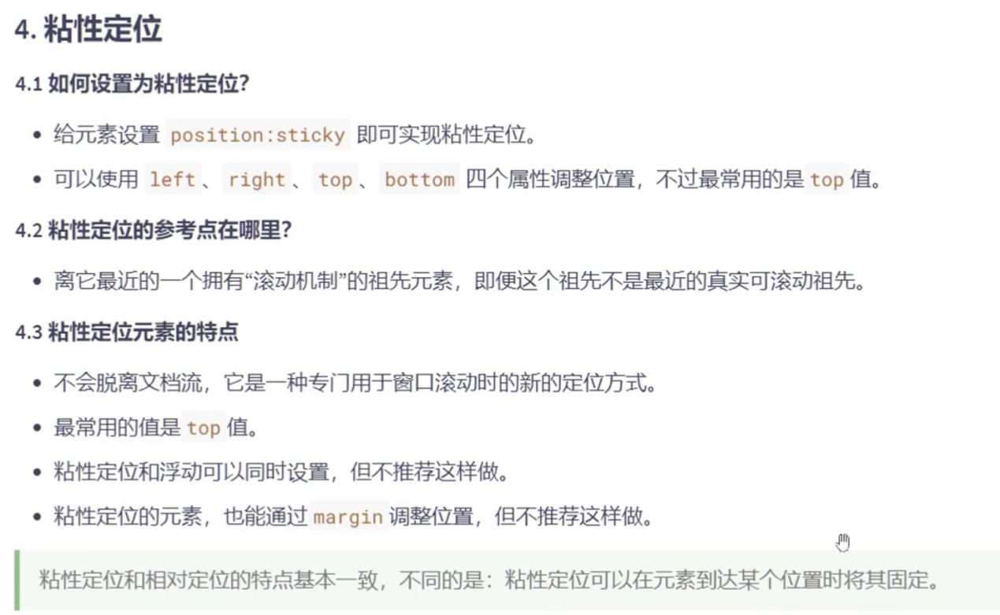 4. 粘性定位
4.1 如何设置为粘性定位？
• 给元素设置 position:sticky 即可实现粘性定位。
• 可以使用 left 、 right 、 top 、 bottom 四个属性调整位置，不过最常用的是 top 值。
4.2 粘性定位的参考点在哪里？
• 离它最近的一个拥有“滚动机制”的祖先元素，即便这个祖先不是最近的真实可滚动祖先。
4.3 粘性定位元素的特点
• 不会脱离文档流，它是一种专门用于窗口滚动时的新的定位方式。
• 最常用的值是 top 值。
• 粘性定位和浮动可以同时设置，但不推荐这样做。
• 粘性定位的元素，也能通过 margin 调整位置，但不推荐这样做。
粘性定位和相对定位的特点基本一致，不同的是：粘性定位可以在元素到达某个位置时将其固定。